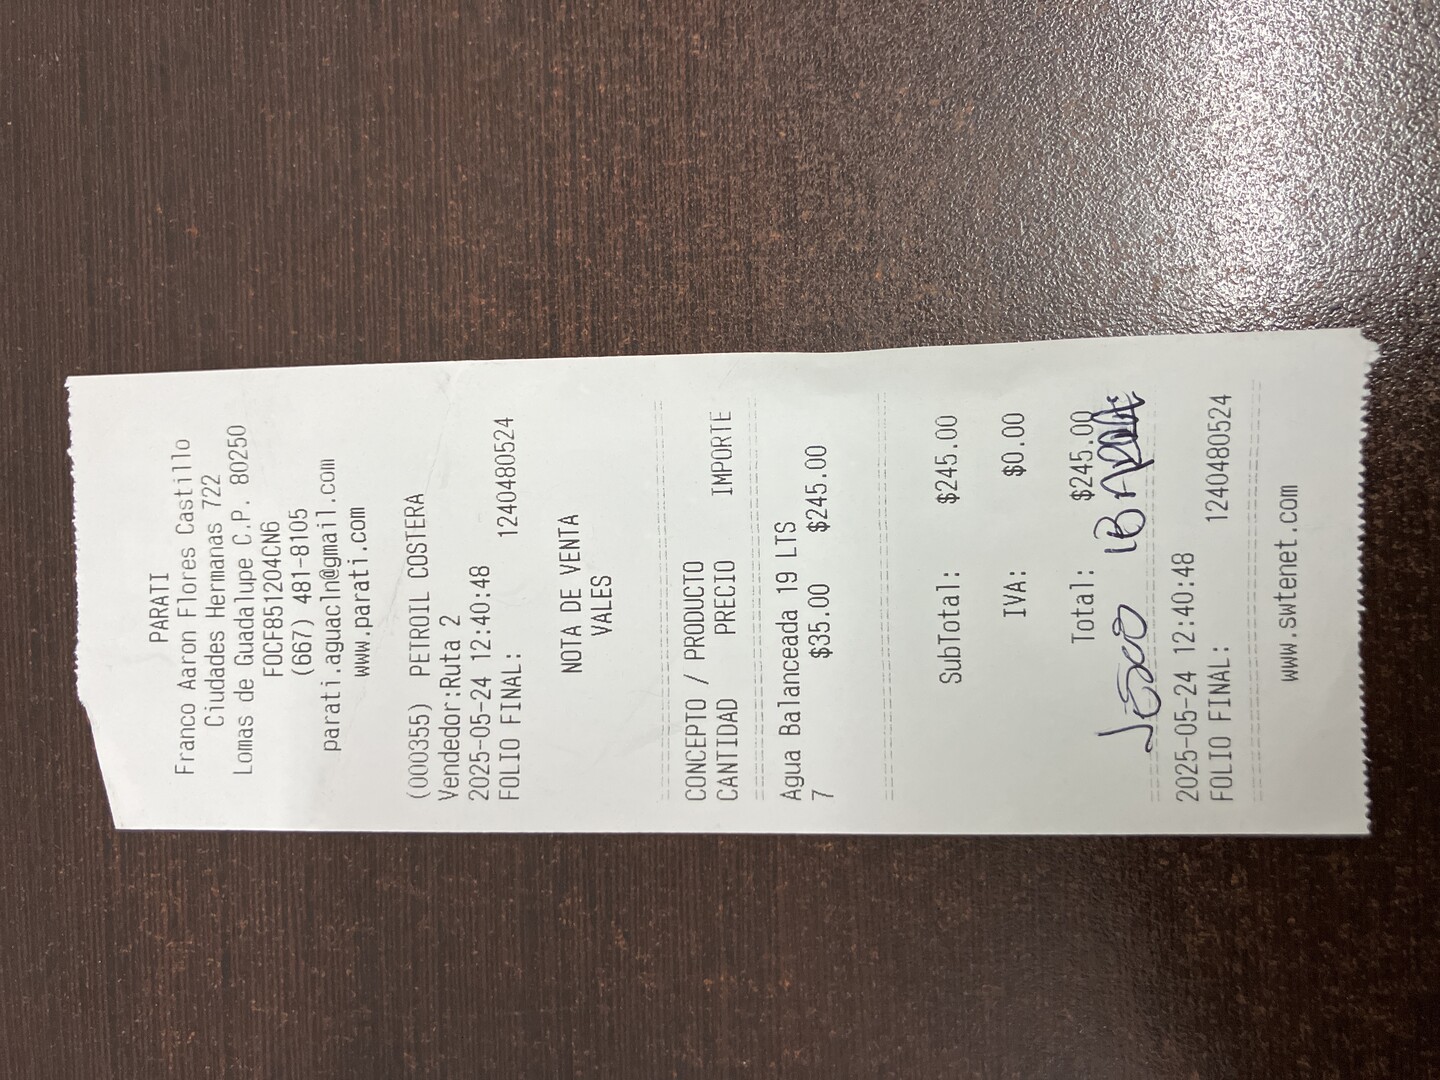 PARATI
Franco Aaron Flores Castillo
Ciudades Hermanas 722
Lomas de Guadalupe C.P. 80250
FOCF851204CN6
(667) 481-8105
parati.aguacln@gmail.com
www.parati.com
(000355) PETROIL COSTERA
Vendedor:Ruta 2
2025-05-24 12:40:48
FOLIO FINAL: 1240480524
NOTA DE VENTA
VALES
CONCEPTO / PRODUCTO
CANTIDAD PRECIO IMPORTE
Agua Balanceada 19 LTS
7 $35.00 $245.00
SubTotal: $245.00
IVA: $0.00
Total: $245.00
2025-05-24 12:40:48
FOLIO FINAL: 1240480524
www.swtenet.com